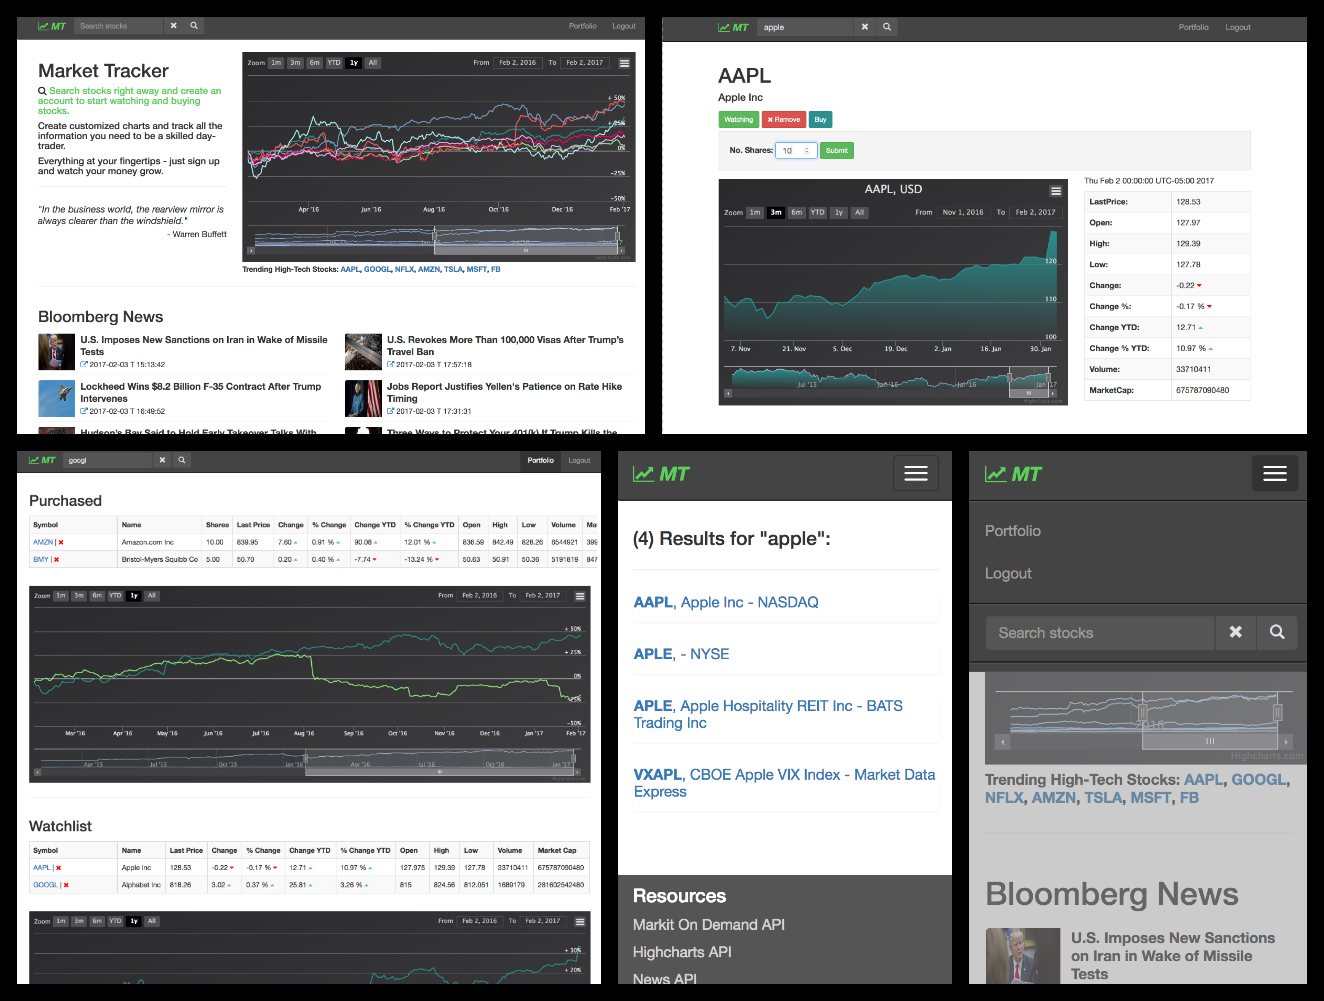 MT Search stocks Portfolio Logout
Market Tracker
Search stocks right away and create an
account to start watching and buying
stocks.
Create customized charts and track all the
information you need to be a skilled day-
trader.
Everything at your fingertips - just sign up
and watch your money grow.
"In the business world, the rearview mirror is
always clearer than the windshield."
- Warren Buffett
Zoom 1m 3m 6m YTD 1y All From Feb 2, 2016 To Feb 2, 2017
+ 50%
+ 25%
0%
-25%
-50%
Apr '16 Jun '16 Aug '16 Oct '16 Dec '16 Feb '17
Highcharts.com
Trending High-Tech Stocks: AAPL, GOOGL, NFLX, AMZN, TSLA, MSFT, FB
Bloomberg News
U.S. Imposes New Sanctions on Iran in Wake of Missile
Tests
2017-02-03 T 15:13:42
U.S. Revokes More Than 100,000 Visas After Trump's
Travel Ban
2017-02-03 T 17:57:18
Lockheed Wins $8.2 Billion F-35 Contract After Trump
Intervenes
2017-02-03 T 16:49:52
Jobs Report Justifies Yellen's Patience on Rate Hike
Timing
2017-02-03 T 17:31:31
Hudson's Bay Said to Hold Early Takeover Talks With
Three Ways to Protect Your 401(k) If Trump Kills the
MT apple Portfolio Logout
AAPL
Apple Inc
Watching Remove Buy
No. Shares: 10 Submit
AAPL, USD
Zoom 1m 3m 6m YTD 1y All From Nov 1, 2016 To Feb 2, 2017
120
110
100
7. Nov 21. Nov 5. Dec 19. Dec 2. Jan 16. Jan 30. Jan
Jul '15 Jan '16 Jan '17
Highcharts.com
Thu Feb 2 00:00:00 UTC-05:00 2017
LastPrice: 128.53
Open: 127.97
High: 129.39
Low: 127.78
Change: -0.22
Change %: -0.17 %
Change YTD: 12.71
Change % YTD: 10.97 %
Volume: 33710411
MarketCap: 675787090480
MT googl Portfolio Logout
Purchased
Symbol Name Shares Last Price Change % Change Change YTD % Change YTD Open High Low Volume Ma
AMZN | Amazon.com Inc 10.00 839.95 7.60 0.91 % 90.08 12.01 % 836.59 842.49 828.26 8544921 399
BMY | Bristol-Myers Squibb Co 5.00 50.70 0.20 0.40 % -7.74 -13.24 % 50.63 50.91 50.36 5191819 847
Zoom 1m 3m 6m YTD 1y All From Feb 2, 2016 To Feb 2, 2017
+ 50%
+ 25%
0%
-25%
-50%
Mar '16 Apr '16 May '16 Jun '16 Jul '16 Aug '16 Sep '16 Oct '16 Nov '16 Dec '16 Jan '17 Feb '17
Apr '15 Jul '15 Oct '15 Jan '16 Jul '16 Oct '16 Jan '17
Highcharts.com
Watchlist
Symbol Name Last Price Change % Change Change YTD % Change YTD Open High Low Volume Market Cap
AAPL | Apple Inc 128.53 -0.22 -0.17 % 12.71 10.97 % 127.975 129.39 127.78 33710411 675787090480
GOOGL | Alphabet Inc 818.26 3.02 0.37 % 25.81 3.26 % 815 824.56 812.051 1689179 281602542480
Zoom 1m 3m 6m YTD 1y All From Feb 2, 2016 To Feb 2, 2017
+ 30%
+ 20%
MT
(4) Results for "apple":
AAPL, Apple Inc - NASDAQ
APLE, - NYSE
APLE, Apple Hospitality REIT Inc - BATS
Trading Inc
VXAPL, CBOE Apple VIX Index - Market Data
Express
Resources
Markit On Demand API
Highcharts API
News API
MT
Portfolio
Logout
Search stocks
2016
Highcharts.com
Trending High-Tech Stocks: AAPL, GOOGL,
NFLX, AMZN, TSLA, MSFT, FB
Bloomberg News
U.S. Imposes New Sanctions
on Iran in Wake of Missile
Tests